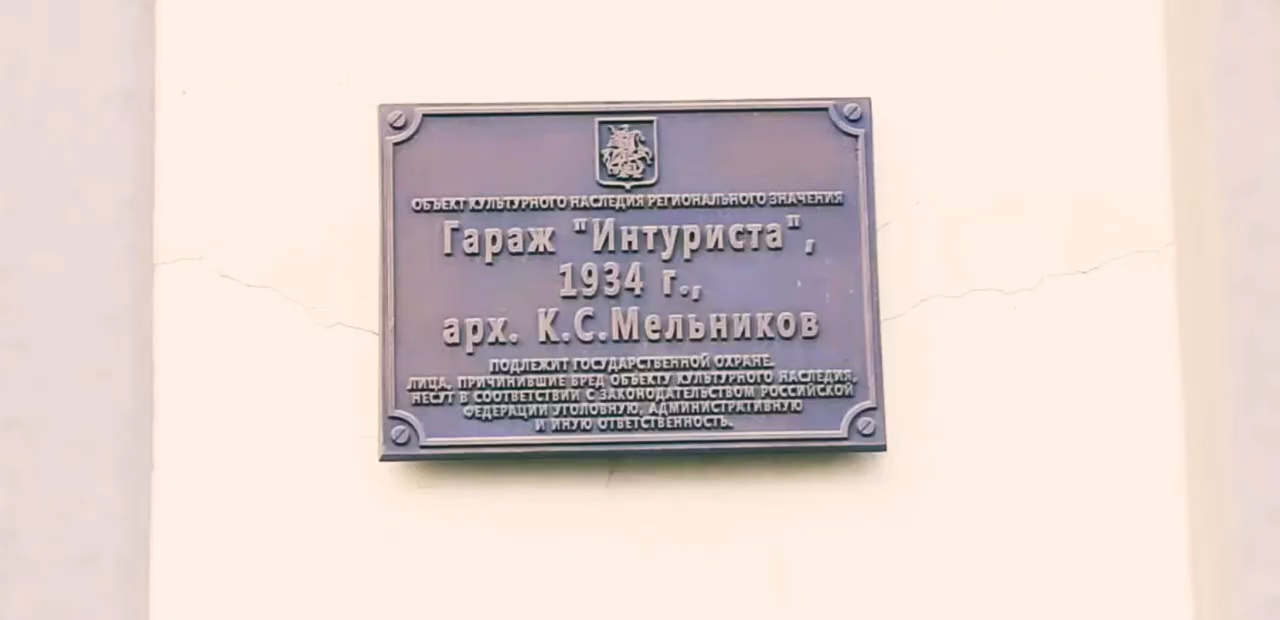 ОБЪЕКТ КУЛЬТУРНОГО НАСЛЕДИЯ РЕГИОНАЛЬНОГО ЗНАЧЕНИЯ
Гараж "Интуриста",
1934 г.,
арх. К.С.Мельников
ПОДЛЕЖИТ ГОСУДАРСТВЕННОЙ ОХРАНЕ.
ЛИЦА, ПРИЧИНИВШИЕ ВРЕД ОБЪЕКТУ КУЛЬТУРНОГО НАСЛЕДИЯ,
НЕСУТ В СООТВЕТСТВИИ С ЗАКОНОДАТЕЛЬСТВОМ РОССИЙСКОЙ
ФЕДЕРАЦИИ УГОЛОВНУЮ, АДМИНИСТРАТИВНУЮ
И ИНУЮ ОТВЕТСТВЕННОСТЬ.